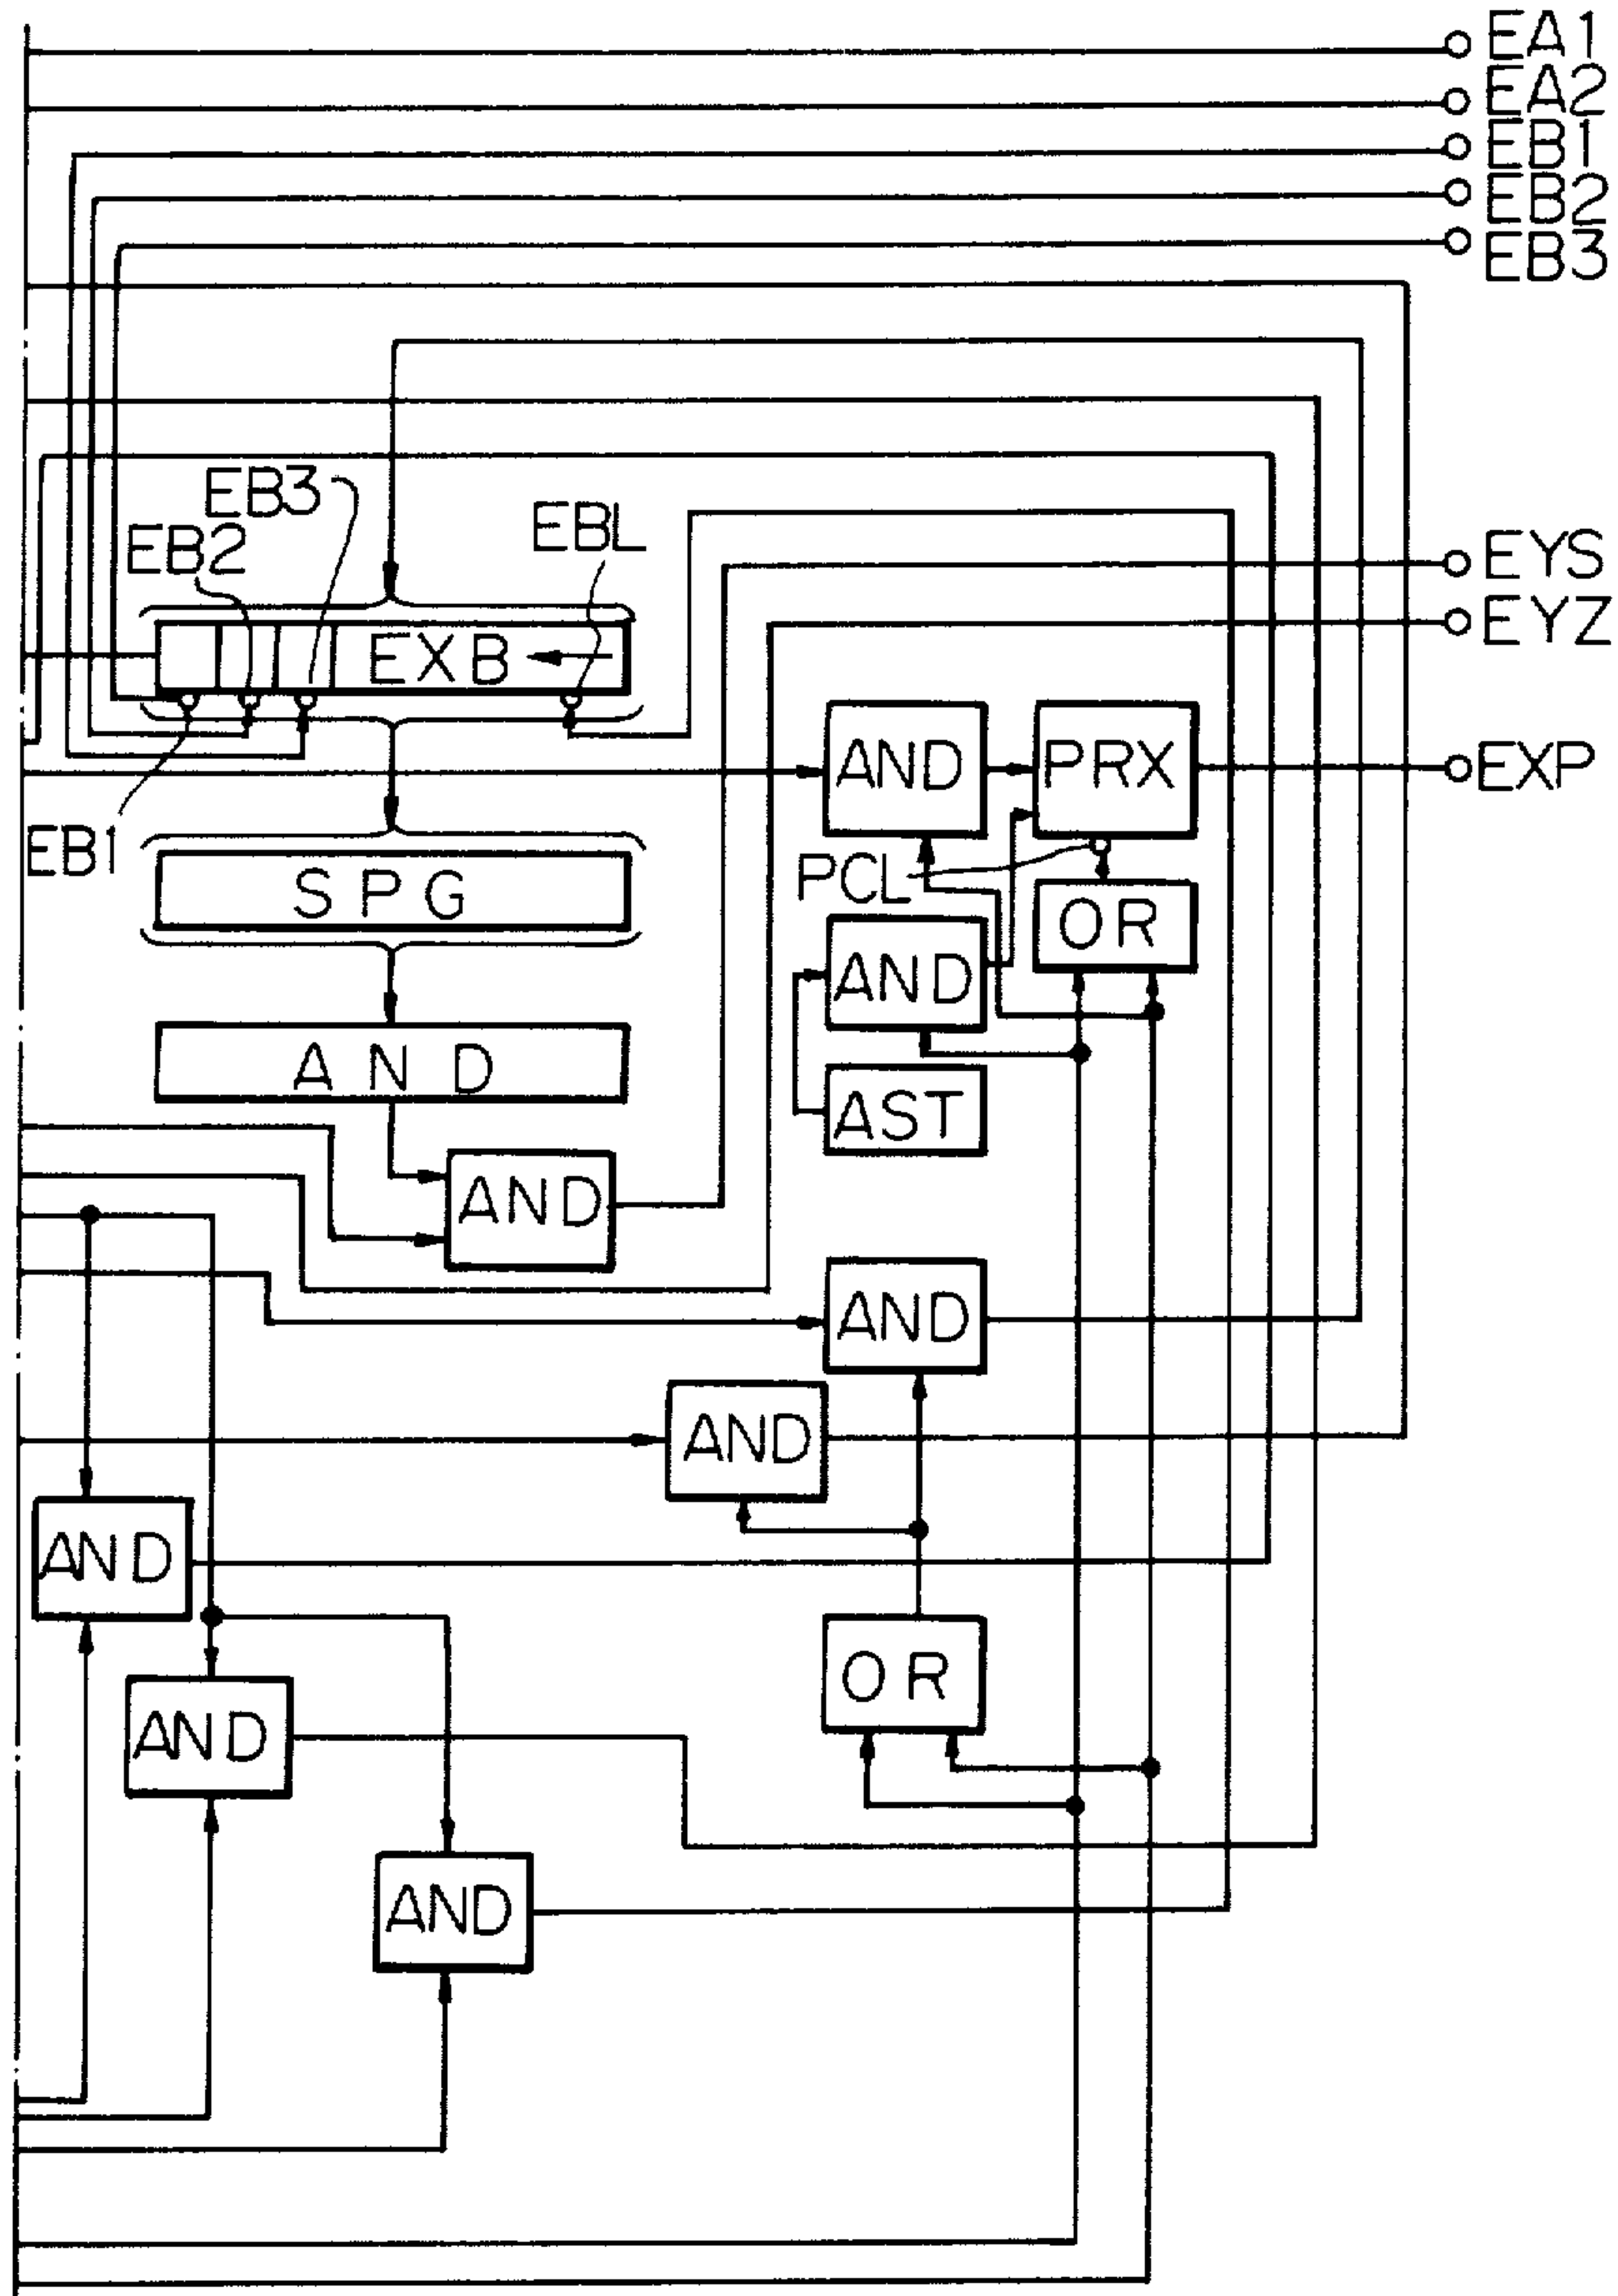 EA1
EA2
EB1
EB2
EB3
EB3
EBL
EB2
EYS
EYZ
EXB
AND
PRX
EXP
EB1
PCL
SPG
OR
AND
AND
AST
AND
AND
AND
AND
OR
AND
AND